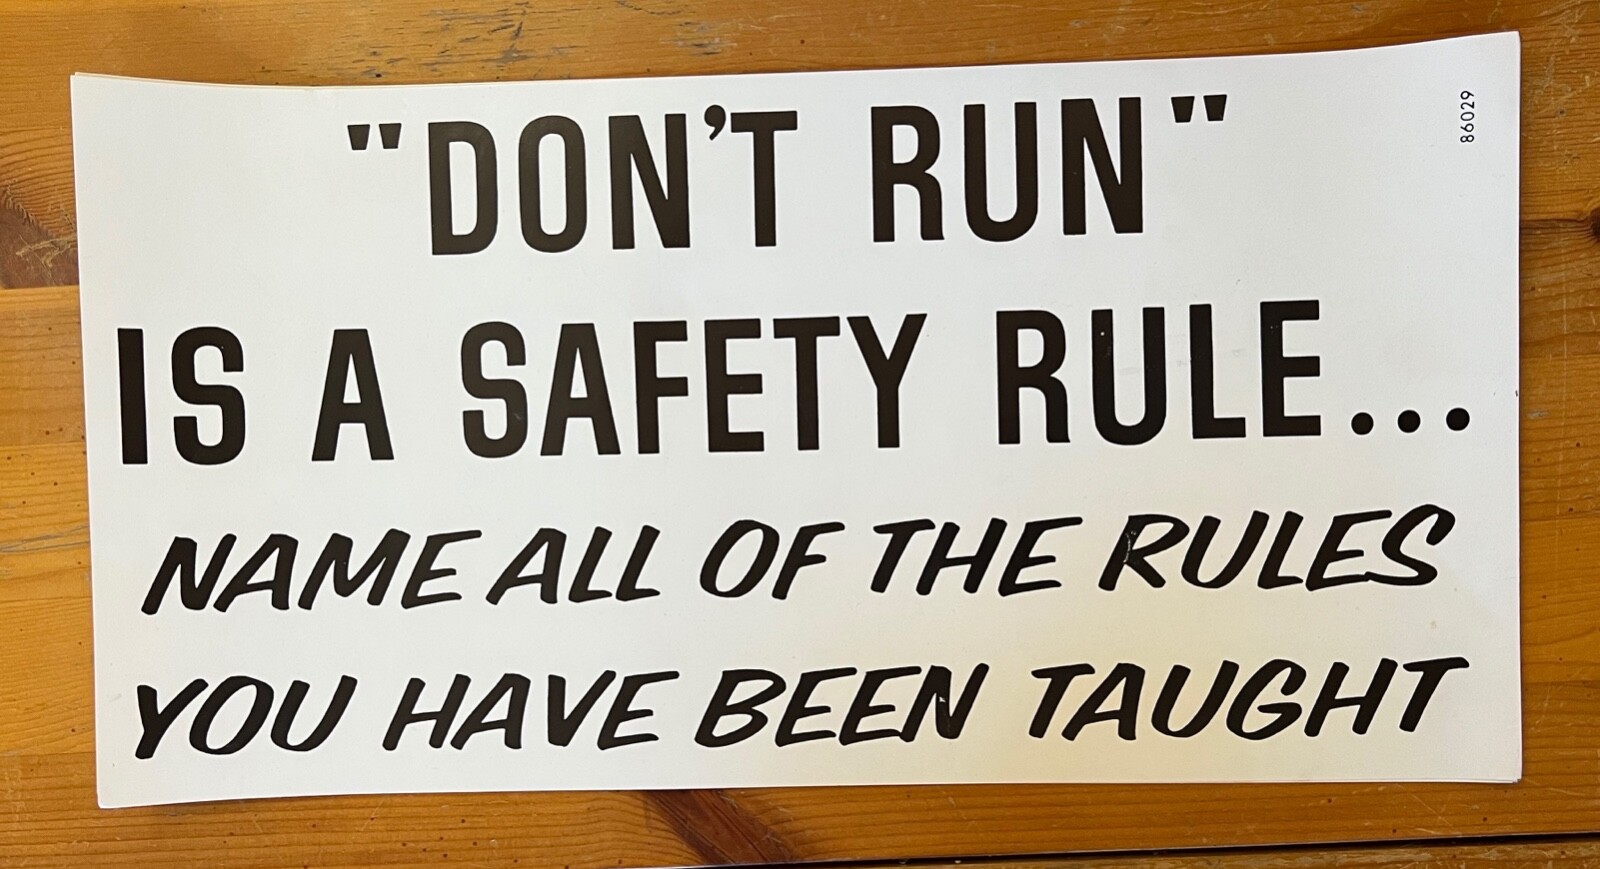 "DON'T RUN"
IS A SAFETY RULE...
NAME ALL OF THE RULES
YOU HAVE BEEN TAUGHT
86029